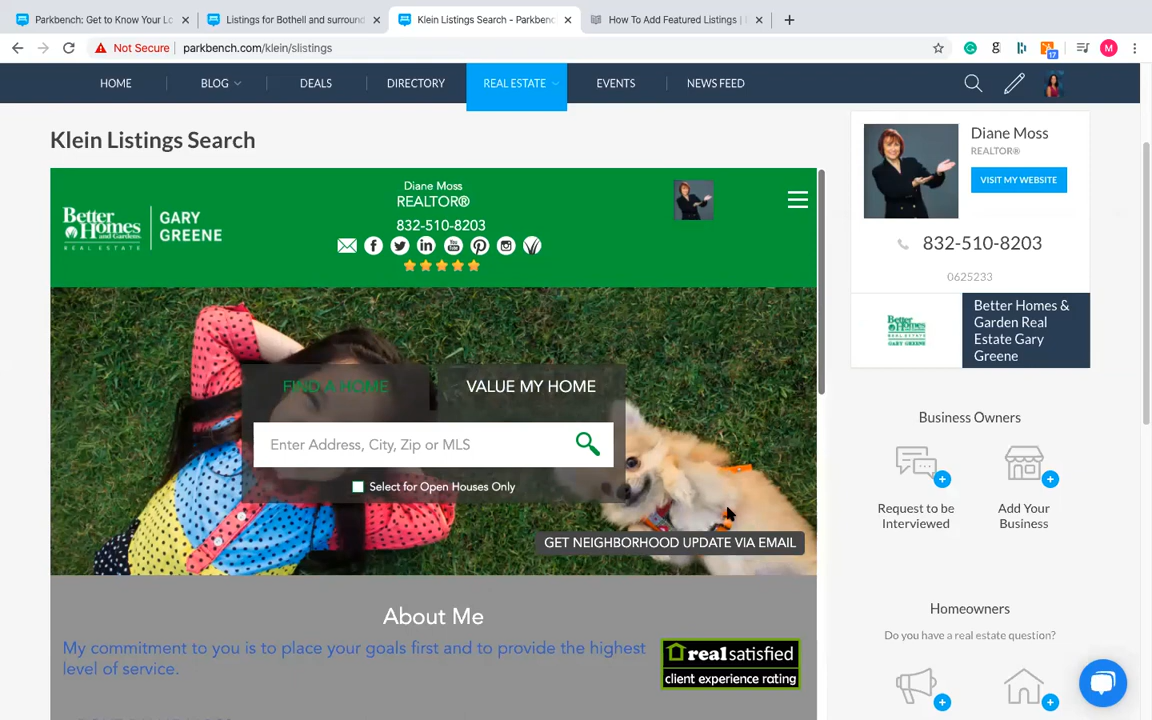 Parkbench: Get to Know Your Lo
Listings for Bothell and surround
Klein Listings Search - Parkbenc
How To Add Featured Listings |
Not Secure
parkbench.com/klein/slistings
17
M
HOME
BLOG
DEALS
DIRECTORY
REAL ESTATE
EVENTS
NEWS FEED
Klein Listings Search
Better
Homes
and Gardens
REAL ESTATE
GARY
GREENE
Diane Moss
REALTOR®
832-510-8203
FIND A HOME
VALUE MY HOME
Enter Address, City, Zip or MLS
Select for Open Houses Only
GET NEIGHBORHOOD UPDATE VIA EMAIL
About Me
My commitment to you is to place your goals first and to provide the highest
level of service.
realsatisfied
client experience rating
Diane Moss
REALTOR®
VISIT MY WEBSITE
832-510-8203
0625233
Better
Homes
GARY GREENE
Better Homes &
Garden Real
Estate Gary
Greene
Business Owners
Request to be
Interviewed
Add Your
Business
Homeowners
Do you have a real estate question?